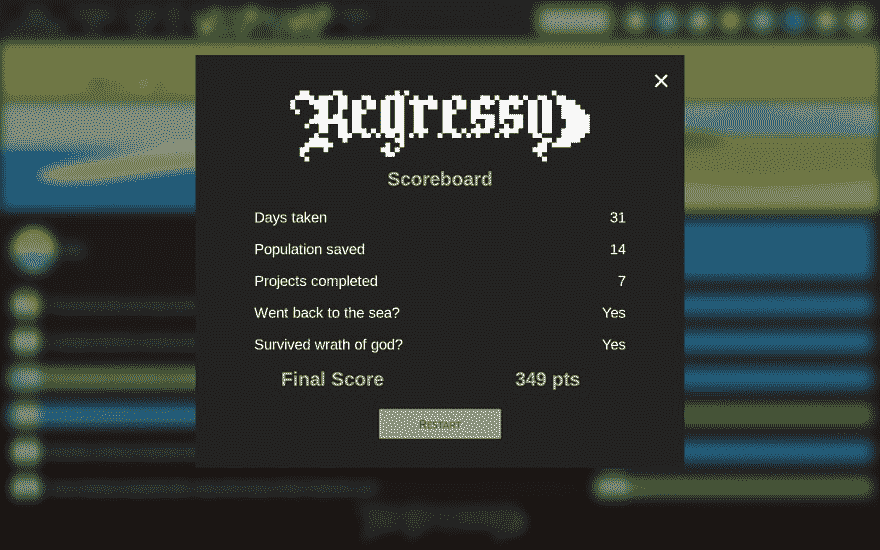 Regressy
Scoreboard
Days taken 31
Population saved 14
Projects completed 7
Went back to the sea? Yes
Survived wrath of god? Yes
Final Score 349 pts
Restart